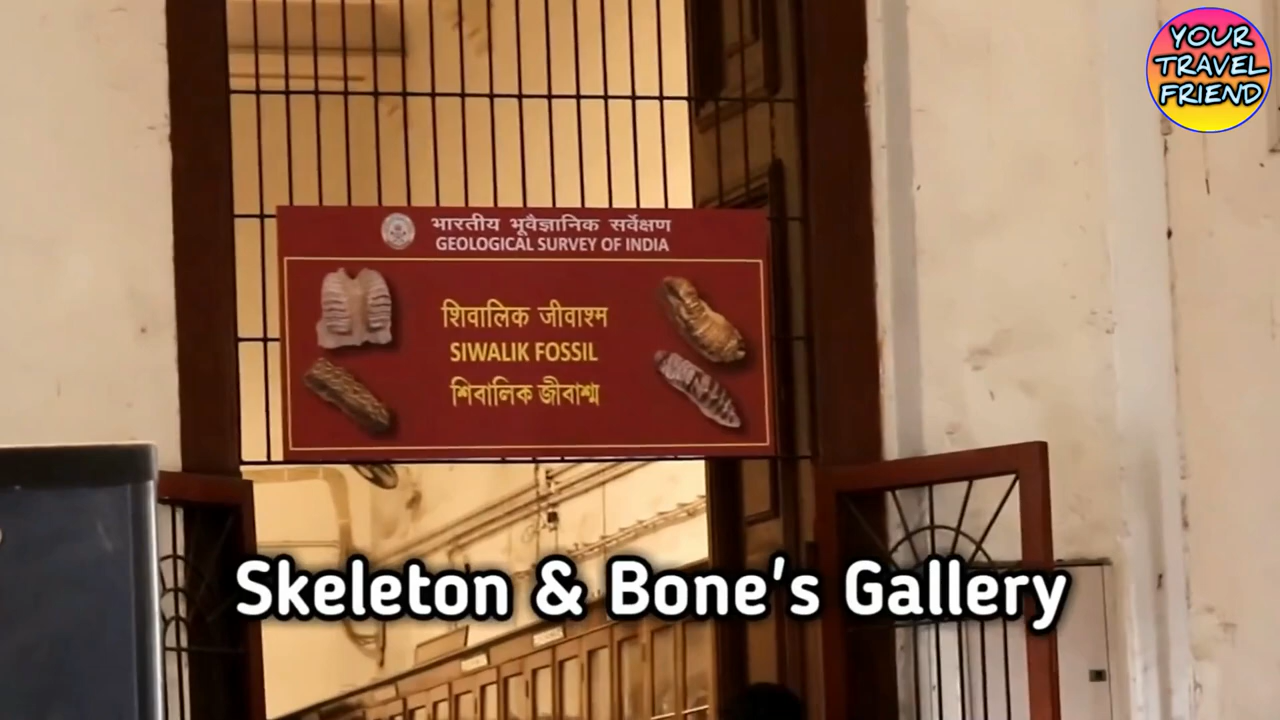 YOUR
TRAVEL
FRIEND
भारतीय भूवैज्ञानिक सर्वेक्षण
GEOLOGICAL SURVEY OF INDIA
शिवालिक जीवाश्म
SIWALIK FOSSIL
শিবালিক জীবাশ্ম
Skeleton & Bone's Gallery